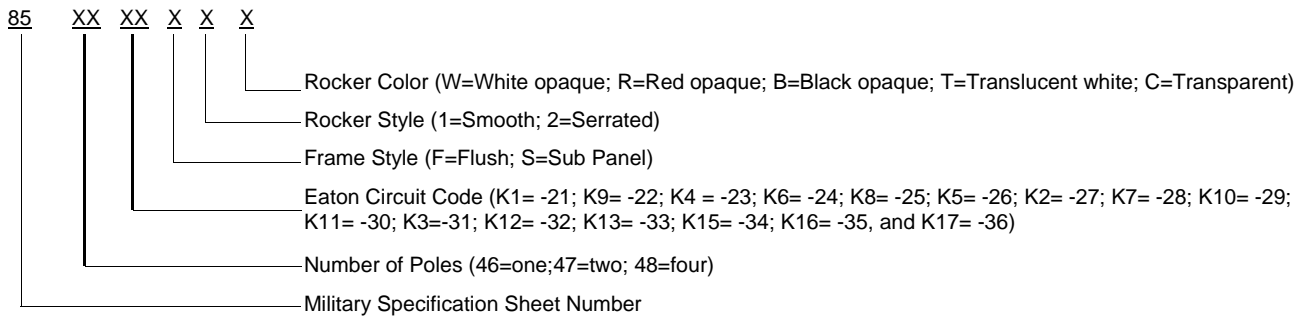 85 XX XX X X X
Rocker Color (W=White opaque; R=Red opaque; B=Black opaque; T=Translucent white; C=Transparent)
Rocker Style (1=Smooth; 2=Serrated)
Frame Style (F=Flush; S=Sub Panel)
Eaton Circuit Code (K1= -21; K9= -22; K4 = -23; K6= -24; K8= -25; K5= -26; K2= -27; K7= -28; K10= -29;
K11= -30; K3=-31; K12= -32; K13= -33; K15= -34; K16= -35, and K17= -36)
Number of Poles (46=one;47=two; 48=four)
Military Specification Sheet Number